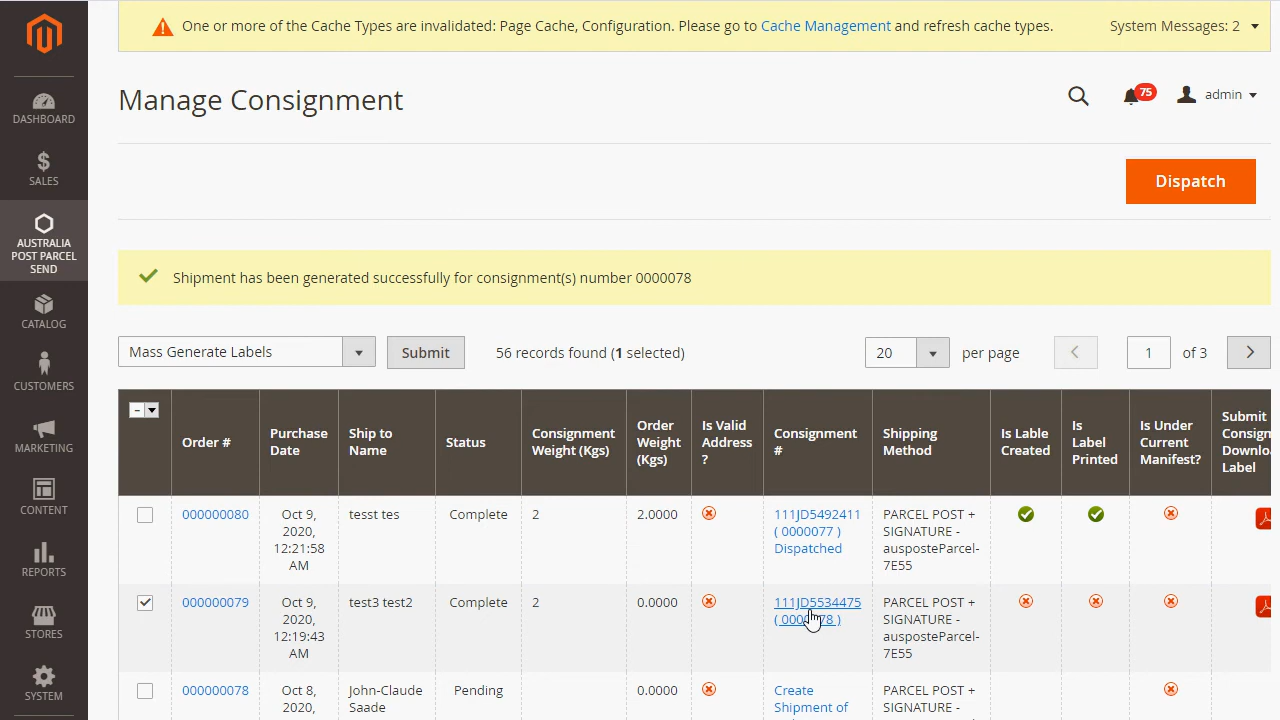 One or more of the Cache Types are invalidated: Page Cache, Configuration. Please go to Cache Management and refresh cache types.
System Messages: 2
Manage Consignment
75
admin
DASHBOARD
SALES
AUSTRALIA
POST PARCEL
SEND
CATALOG
CUSTOMERS
MARKETING
CONTENT
REPORTS
STORES
SYSTEM
Dispatch
Shipment has been generated successfully for consignment(s) number 0000078
Mass Generate Labels
Submit
56 records found (1 selected)
20
per page
1
of 3
Order #
Purchase
Date
Ship to
Name
Status
Consignment
Weight (Kgs)
Order
Weight
(Kgs)
Is Valid
Address
?
Consignment
#
Shipping
Method
Is Lable
Created
Is
Label
Printed
Is Under
Current
Manifest?
Submit
Consign
Downlo
Label
000000080
Oct 9,
2020,
12:21:58
AM
tesst tes
Complete
2
2.0000
111JD5492411
( 0000077 )
Dispatched
PARCEL POST +
SIGNATURE -
ausposteParcel-
7E55
000000079
Oct 9,
2020,
12:19:43
AM
test3 test2
Complete
2
0.0000
111JD5534475
PARCEL POST +
SIGNATURE -
ausposteParcel-
7E55
000000078
Oct 8,
2020,
John-Claude
Saade
Pending
0.0000
Create
Shipment of
PARCEL POST +
SIGNATURE -